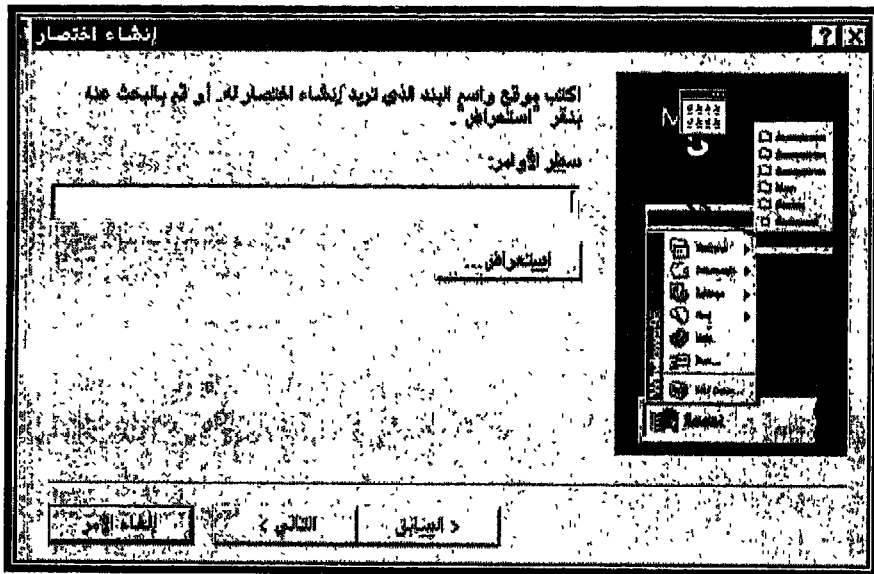 إنشاء اختصار
اكتب موقع واسم البند الذي تريد إنشاء اختصار له. أو قم بالبحث عنه
بنقر "استعراض".
سطر الأوامر:
استعراض...
< السابق
التالي >
إلغاء الأمر